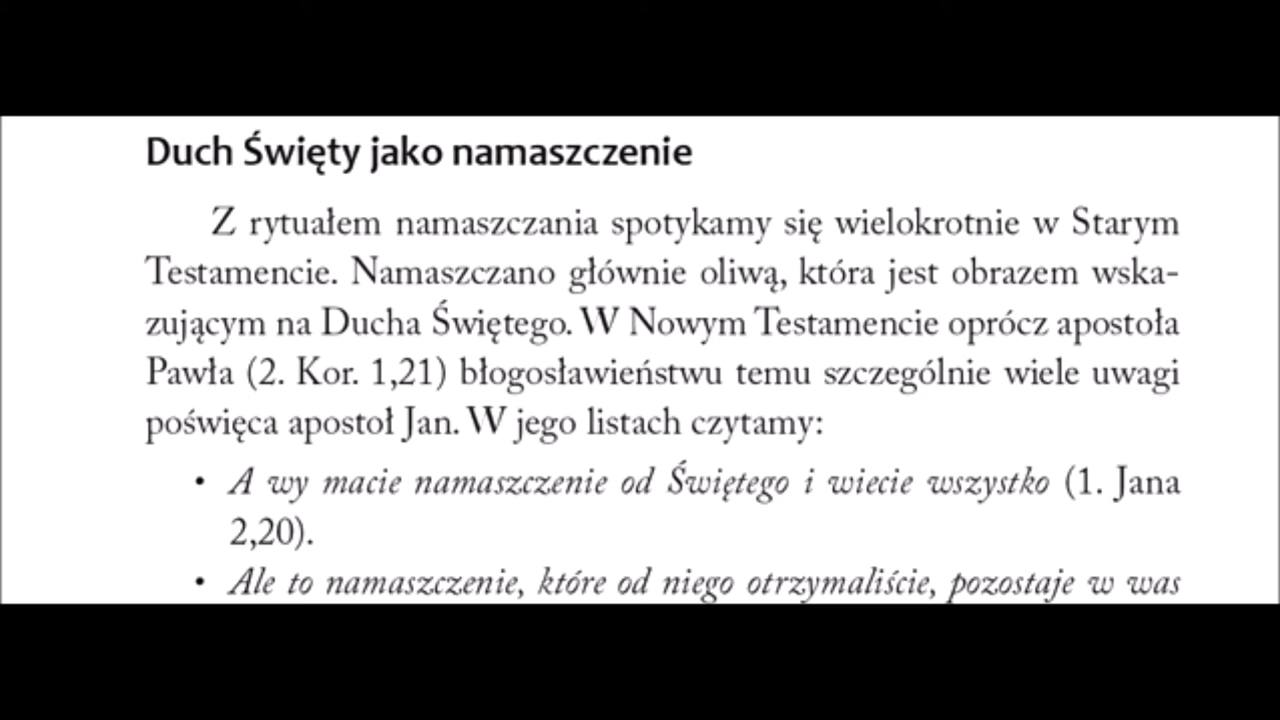 Duch Święty jako namaszczenie
Z rytuałem namaszczania spotykamy się wielokrotnie w Starym
Testamencie. Namaszczano głównie oliwą, która jest obrazem wska-
zującym na Ducha Świętego. W Nowym Testamencie oprócz apostoła
Pawła (2. Kor. 1,21) błogosławieństwu temu szczególnie wiele uwagi
poświęca apostoł Jan. W jego listach czytamy:
• A wy macie namaszczenie od Świętego i wiecie wszystko (1. Jana
2,20).
• Ale to namaszczenie, które od niego otrzymaliście, pozostaje w was